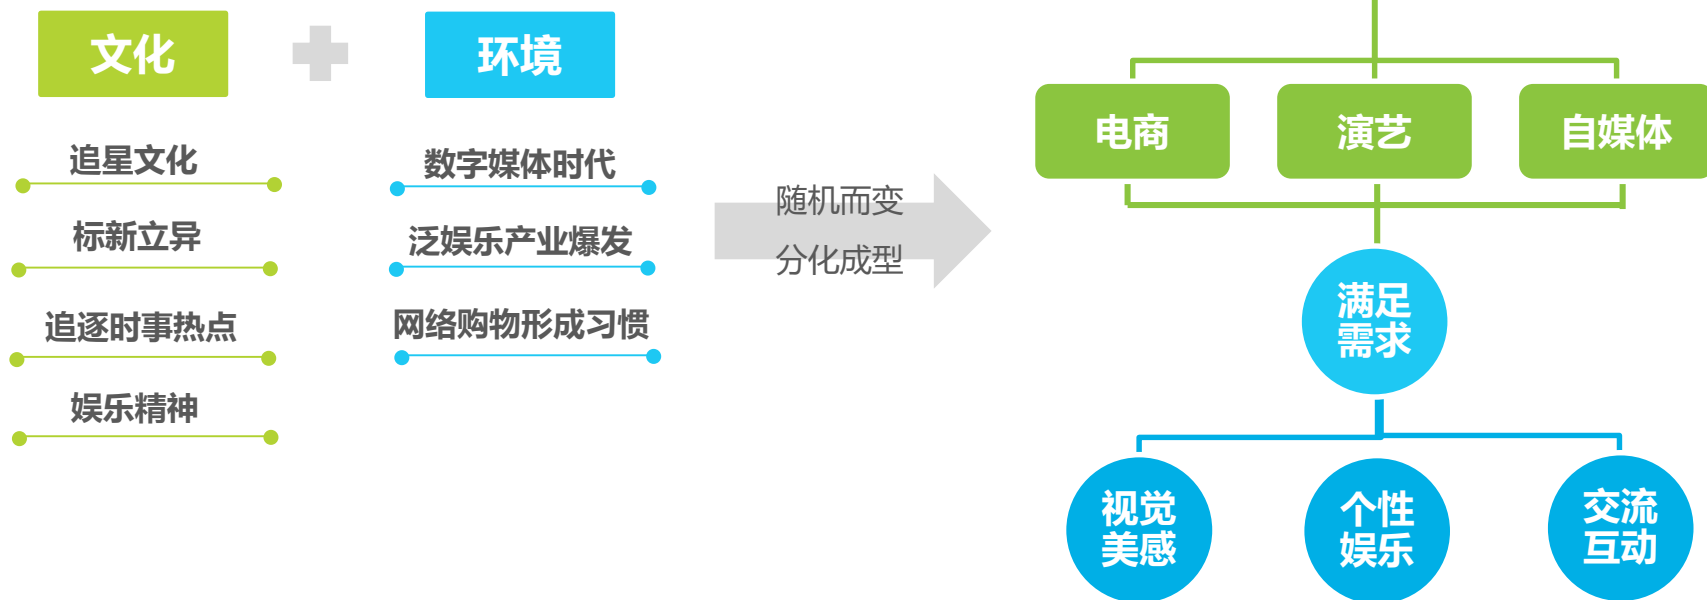 文化
环境
追星文化
标新立异
追逐时事热点
娱乐精神
数字媒体时代
泛娱乐产业爆发
网络购物形成习惯
随机而变
分化成型
电商
演艺
自媒体
满足
需求
视觉
美感
个性
娱乐
交流
互动